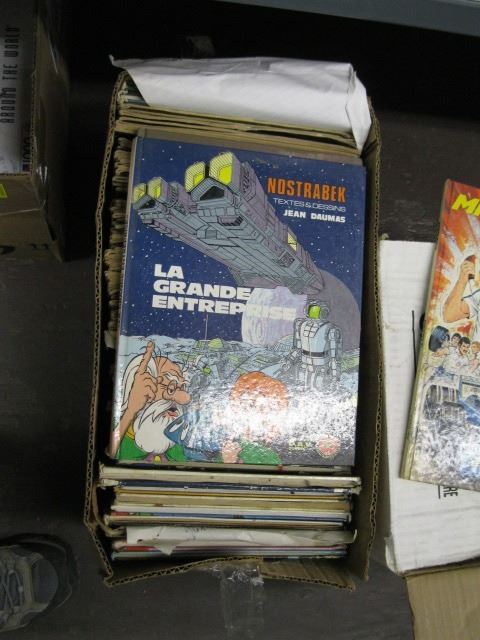 AROUND THE WORLD
NOSTRABEK
TEXTES & DESSINS
JEAN DAUMAS
LA
GRANDE
ENTREPRISE